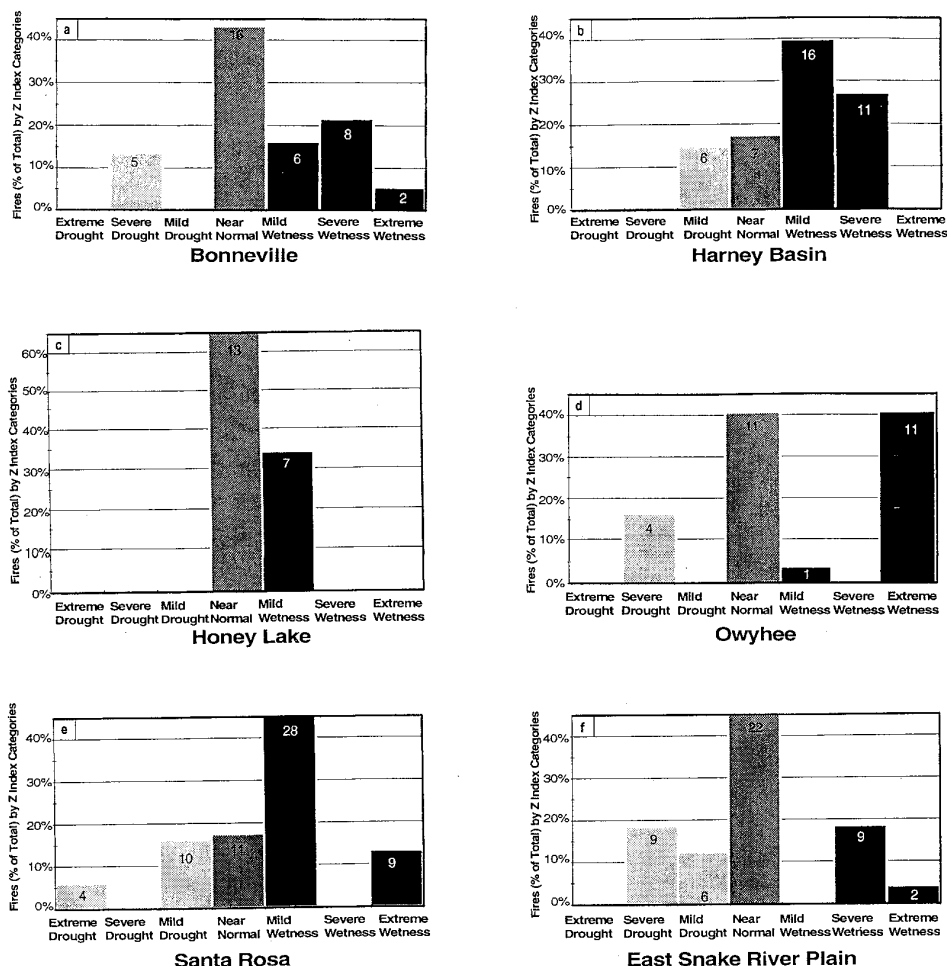 a
Fires (% of Total) by Z Index Categories
40%
30%
20%
10%
0%
16
5
6
8
2
Extreme Severe Mild Near Mild Severe Extreme
Drought Drought Drought Normal Wetness Wetness Wetness
Bonneville
b
Fires (% of Total) by Z Index Categories
40%
30%
20%
10%
0%
6
7
16
11
Extreme Severe Mild Near Mild Severe Extreme
Drought Drought Drought Normal Wetness Wetness Wetness
Harney Basin
c
Fires (% of Total) by Z Index Categories
60%
50%
40%
30%
20%
10%
0%
13
7
Extreme Severe Mild Near Mild Severe Extreme
Drought Drought Drought Normal Wetness Wetness Wetness
Honey Lake
d
Fires (% of Total) by Z Index Categories
40%
30%
20%
10%
0%
4
11
1
11
Extreme Severe Mild Near Mild Severe Extreme
Drought Drought Drought Normal Wetness Wetness Wetness
Owyhee
e
Fires (% of Total) by Z Index Categories
40%
30%
20%
10%
0%
4
10
11
28
9
Extreme Severe Mild Near Mild Severe Extreme
Drought Drought Drought Normal Wetness Wetness Wetness
Santa Rosa
f
Fires (% of Total) by Z Index Categories
40%
30%
20%
10%
0%
9
6
22
9
2
Extreme Severe Mild Near Mild Severe Extreme
Drought Drought Drought Normal Wetness Wetness Wetness
East Snake River Plain